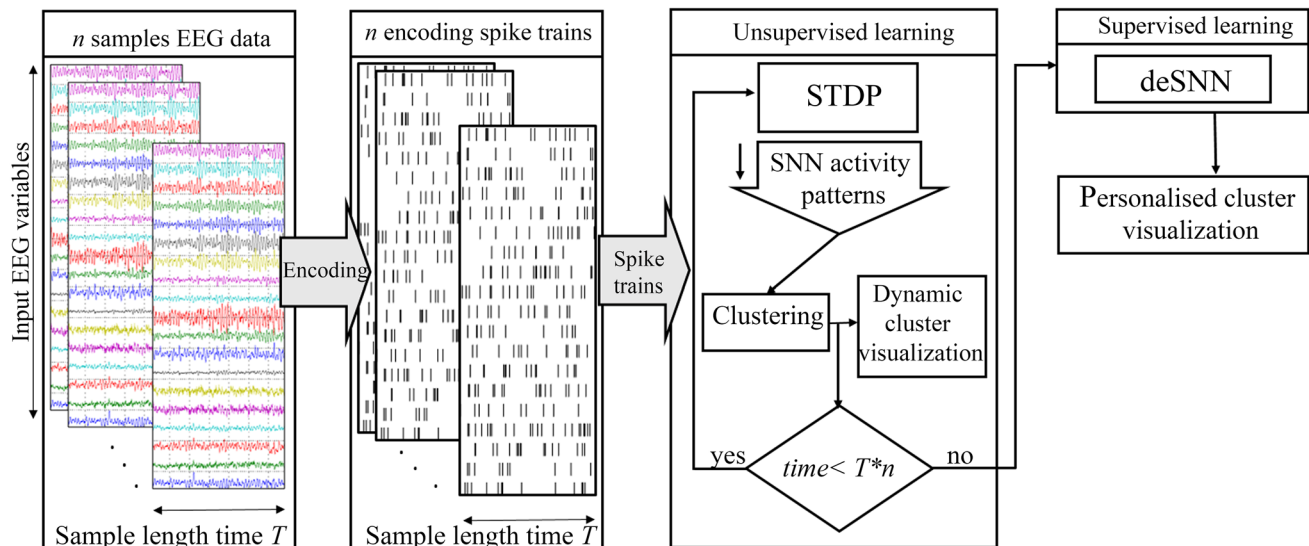 n samples EEG data
Input EEG variables
Sample length time T
Encoding
n encoding spike trains
Sample length time T
Spike
trains
Unsupervised learning
STDP
SNN activity
patterns
Clustering
Dynamic
cluster
visualization
time< T*n
yes
no
Supervised learning
deSNN
Personalised cluster
visualization